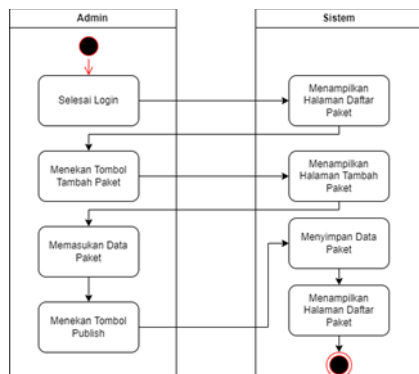 Admin
Sistem
Selesai Login
Menampilkan
Halaman Daftar
Paket
Menekan Tombol
Tambah Paket
Menampilkan
Halaman Tambah
Paket
Memasukan Data
Paket
Menyimpan Data
Paket
Menekan Tombol
Publish
Menampilkan
Halaman Daftar
Paket